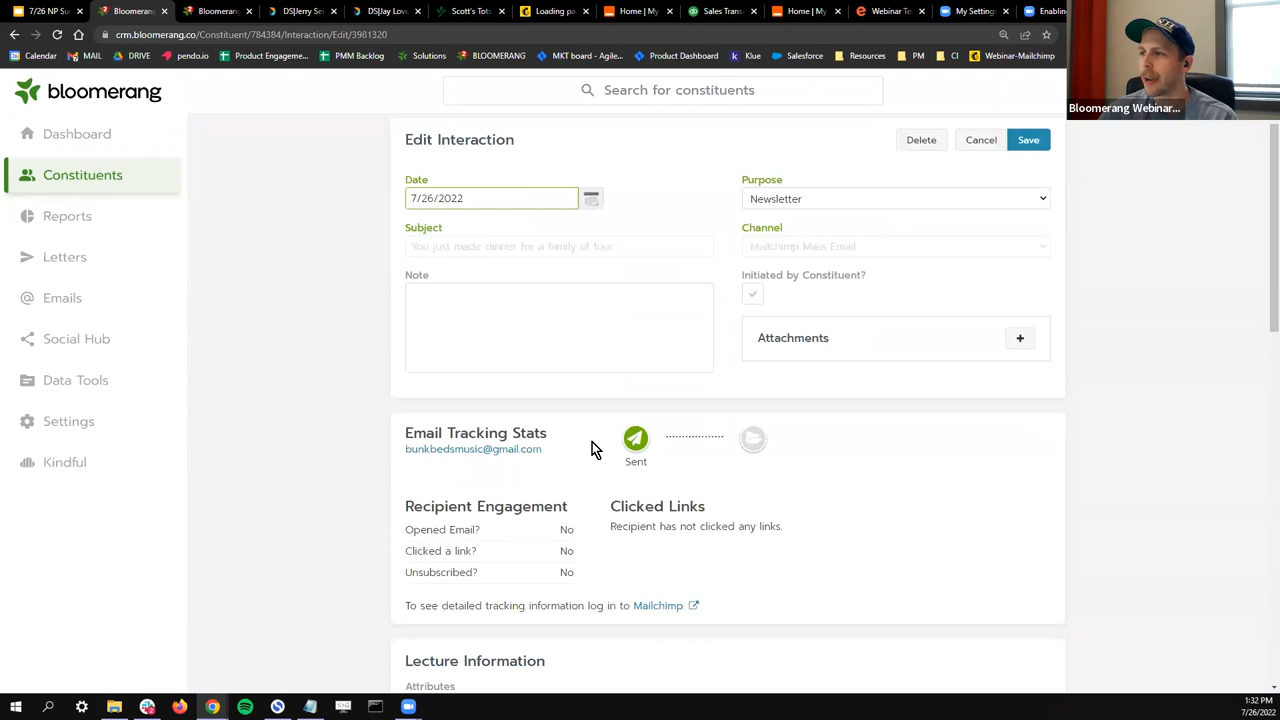 7/26 NP Su
Bloomerang
Bloomerang
DSJerry Se
DSJay Love
Scott's Tots
Loading.pa
Home | My
Sales Trans
Home | My
Webinar Te
My Settings
Enabling
crm.bloomerang.co/Constituent/784384/Interaction/Edit/3981320
Calendar
MAIL
DRIVE
pendo.io
Product Engageme...
PMM Backlog
Solutions
BLOOMERANG
MKT board - Agile...
Product Dashboard
Klue
Salesforce
Resources
PM
CI
Webinar-Mailchimp
bloomerang
Search for constituents
Bloomerang Webinar...
Dashboard
Constituents
Reports
Letters
Emails
Social Hub
Data Tools
Settings
Kindful
Edit Interaction
Delete
Cancel
Save
Date
Purpose
7/26/2022
Newsletter
Subject
Channel
You just made dinner for a family of four
Mailchimp Mass Email
Note
Initiated by Constituent?
Attachments
+
Email Tracking Stats
bunkbedsmusic@gmail.com
Sent
Recipient Engagement
Clicked Links
Opened Email? No
Recipient has not clicked any links.
Clicked a link? No
Unsubscribed? No
To see detailed tracking information log in to Mailchimp.
Lecture Information
Attributes
1:32 PM
7/26/2022